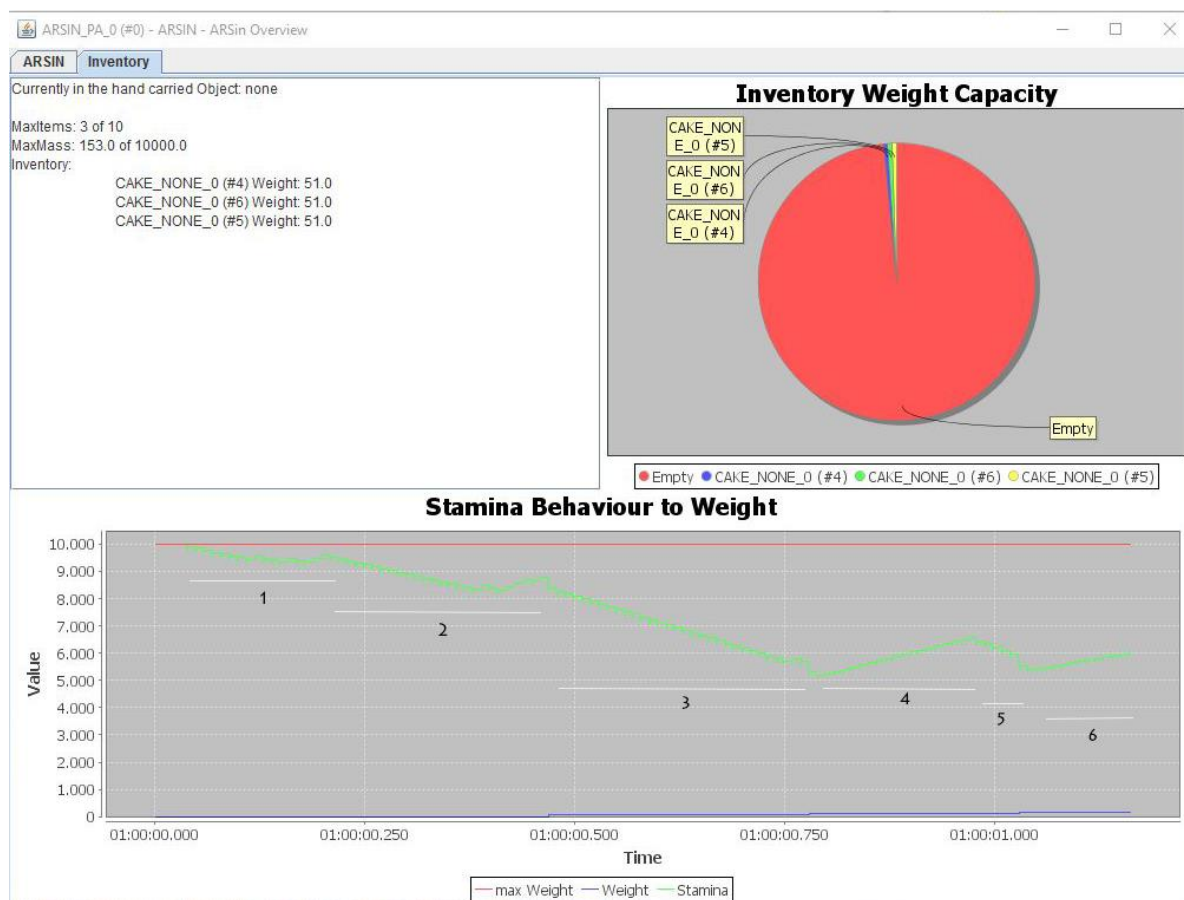 ARSIN_PA_0 (#0) - ARSIN - ARSin Overview
ARSIN Inventory
Currently in the hand carried Object: none
MaxItems: 3 of 10
MaxMass: 153.0 of 10000.0
Inventory:
CAKE_NONE_0 (#4) Weight: 51.0
CAKE_NONE_0 (#6) Weight: 51.0
CAKE_NONE_0 (#5) Weight: 51.0
Inventory Weight Capacity
CAKE_NON
E_0 (#5)
CAKE_NON
E_0 (#6)
CAKE_NON
E_0 (#4)
Empty
Empty CAKE_NONE_0 (#4) CAKE_NONE_0 (#6) CAKE_NONE_0 (#5)
Stamina Behaviour to Weight
Value
10.000
9.000
8.000
7.000
6.000
5.000
4.000
3.000
2.000
1.000
0
1
2
3
4
5
6
01:00:00.000 01:00:00.250 01:00:00.500 01:00:00.750 01:00:01.000
Time
max Weight Weight Stamina